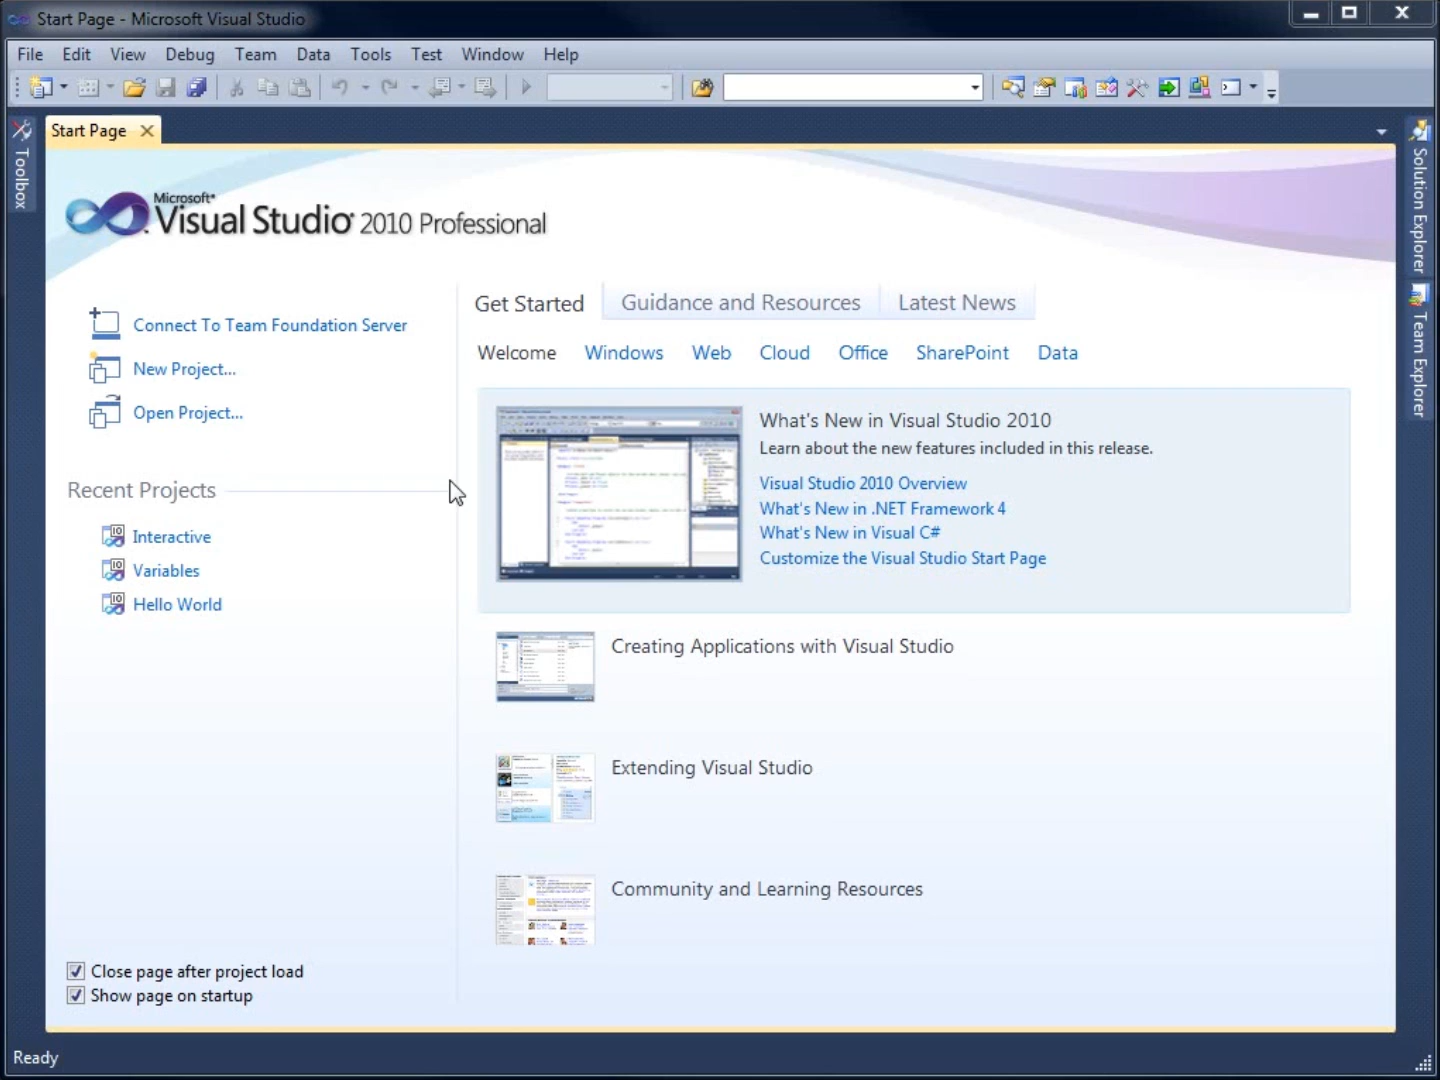 Start Page - Microsoft Visual Studio
File Edit View Debug Team Data Tools Test Window Help
Start Page
Toolbox
Solution Explorer
Team Explorer
Microsoft®
Visual Studio® 2010 Professional
Connect To Team Foundation Server
New Project...
Open Project...
Recent Projects
Interactive
Variables
Hello World
Close page after project load
Show page on startup
Get Started Guidance and Resources Latest News
Welcome Windows Web Cloud Office SharePoint Data
What's New in Visual Studio 2010
Learn about the new features included in this release.
Visual Studio 2010 Overview
What's New in .NET Framework 4
What's New in Visual C#
Customize the Visual Studio Start Page
Creating Applications with Visual Studio
Extending Visual Studio
Community and Learning Resources
Ready